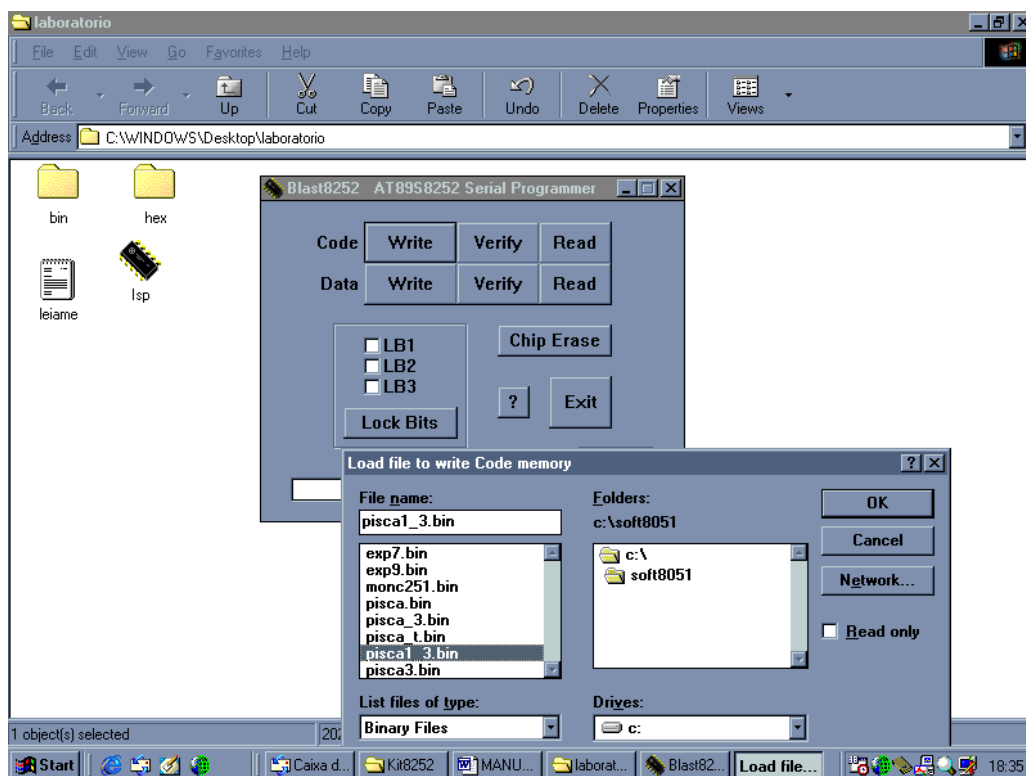 laboratorio
File Edit View Go Favorites Help
Back Forward Up Cut Copy Paste Undo Delete Properties Views
Address C:\WINDOWS\Desktop\laboratorio
bin hex
leiame
Isp
Blast8252 AT89S8252 Serial Programmer
Code Write Verify Read
Data Write Verify Read
LB1
LB2
LB3
Lock Bits
Chip Erase
? Exit
Load file to write Code memory
File name:
pisca1_3.bin
exp7.bin
exp9.bin
monc251.bin
pisca.bin
pisca_3.bin
pisca_t.bin
pisca1_3.bin
pisca3.bin
List files of type:
Binary Files
Folders:
c:\soft8051
c:\
soft8051
Drives:
c:
OK
Cancel
Network...
Read only
1 object(s) selected
Start Caixa d... Kit8252 MANU... laborat... Blast82... Load file... 18:35